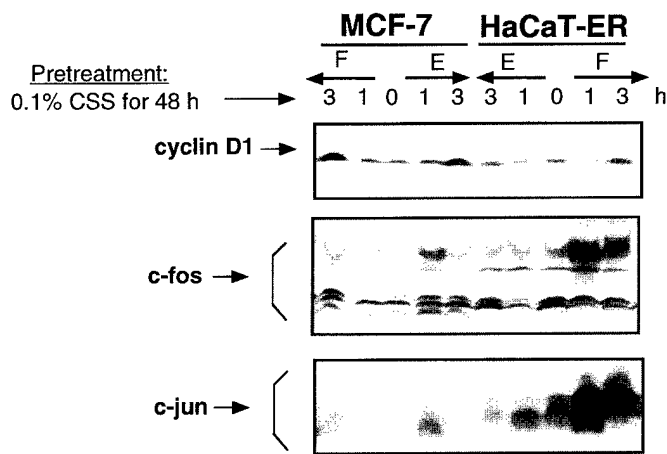 MCF-7 HaCaT-ER
F E E F
Pretreatment:
0.1% CSS for 48 h 3 1 0 1 3 3 1 0 1 3 h
cyclin D1
c-fos
c-jun